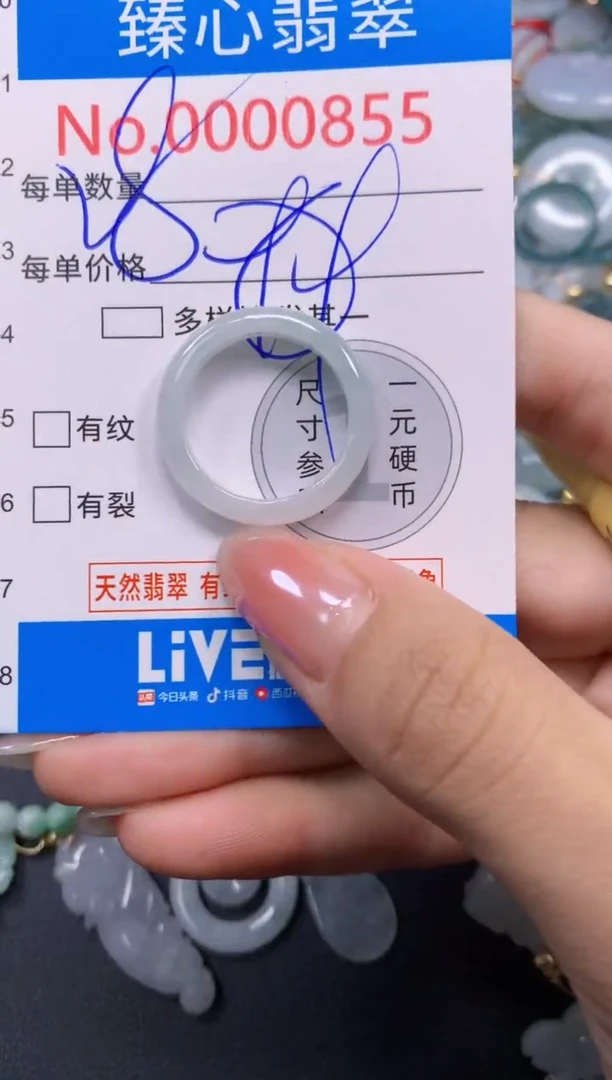 臻心翡翠
No.0000855
每单数量
每单价格
多样
其一
有纹
有裂
尺寸参
一元硬币
天然翡翠 有
LiVE
今日头条 抖音 西瓜
0
1
2
3
4
5
6
7
8